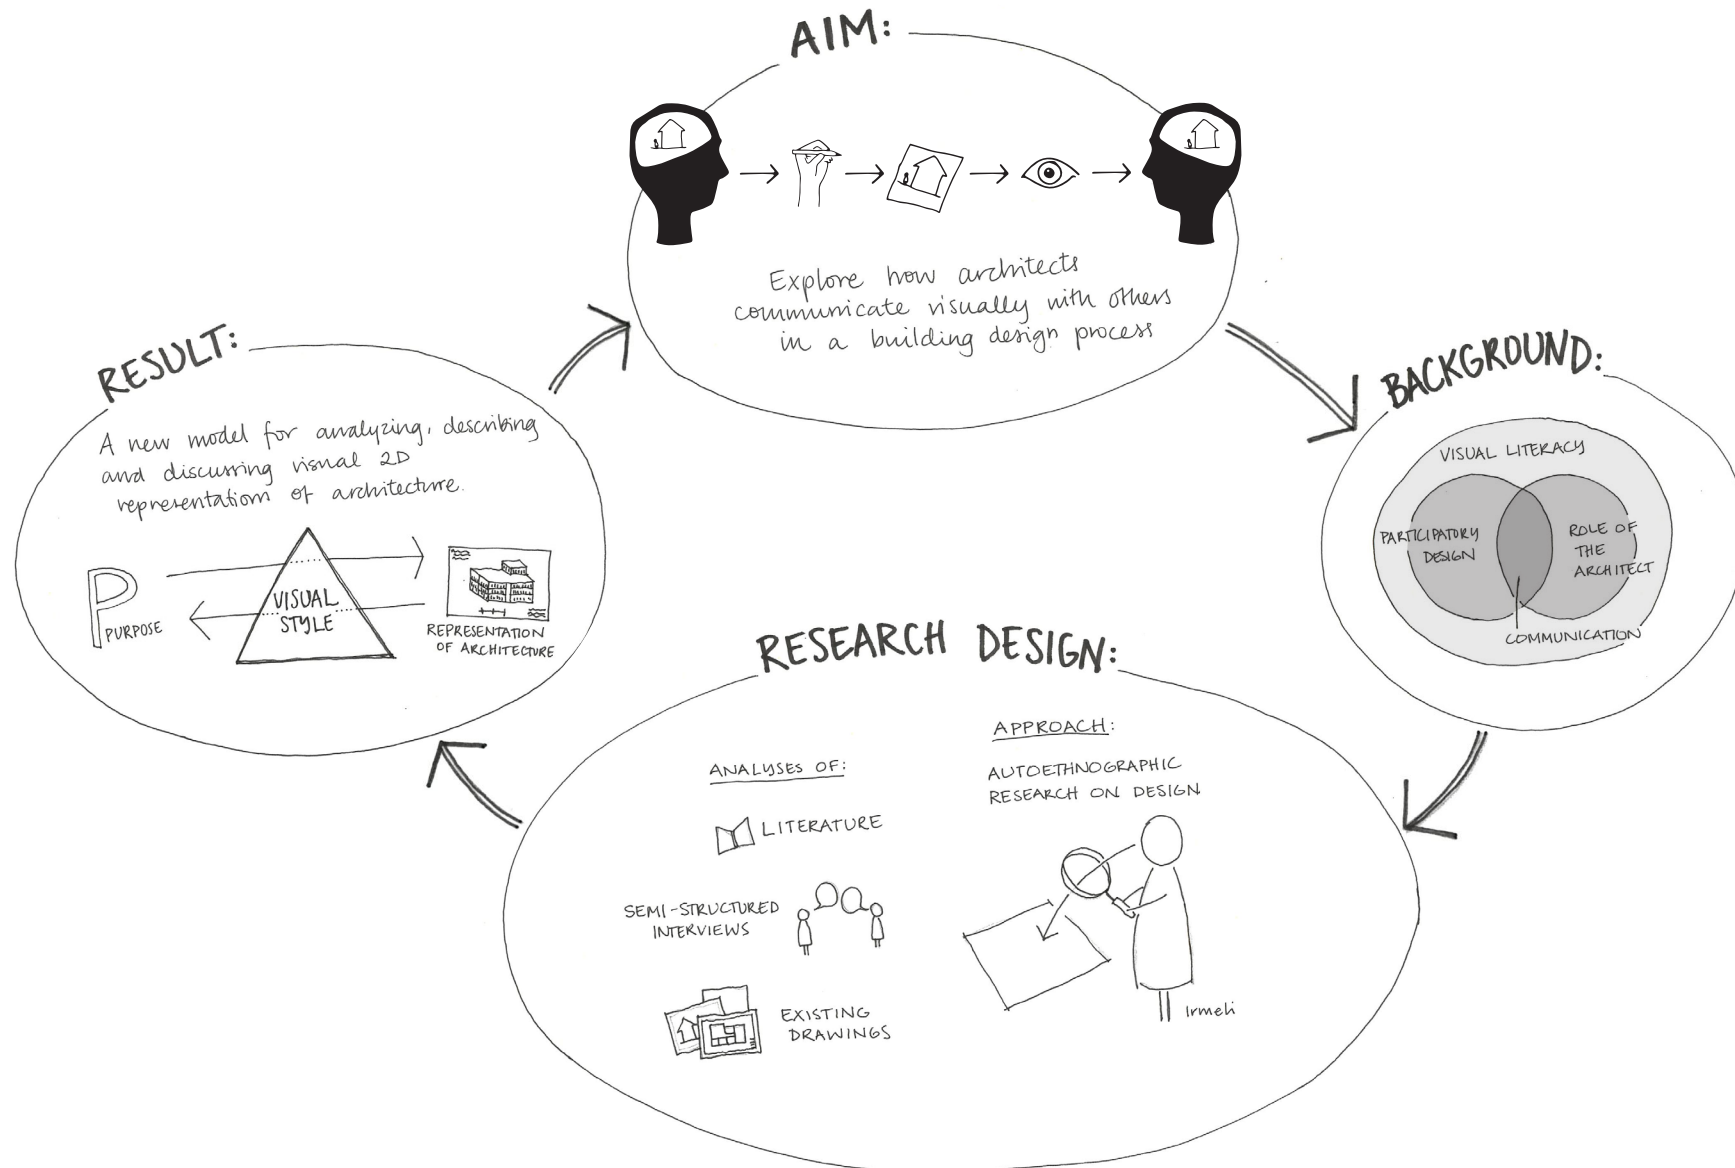 AIM:
Explore how architects
communicate visually with others
in a building design process
BACKGROUND:
VISUAL LITERACY
PARTICIPATORY
DESIGN
ROLE OF
THE
ARCHITECT
COMMUNICATION
RESEARCH DESIGN:
ANALYSES OF:
LITERATURE
SEMI-STRUCTURED
INTERVIEWS
EXISTING
DRAWINGS
APPROACH:
AUTOETHNOGRAPHIC
RESEARCH ON DESIGN
Irmeli
RESULT:
A new model for analyzing, describing
and discussing visual 2D
representations of architecture.
P
PURPOSE
VISUAL
STYLE
REPRESENTATION
OF ARCHITECTURE